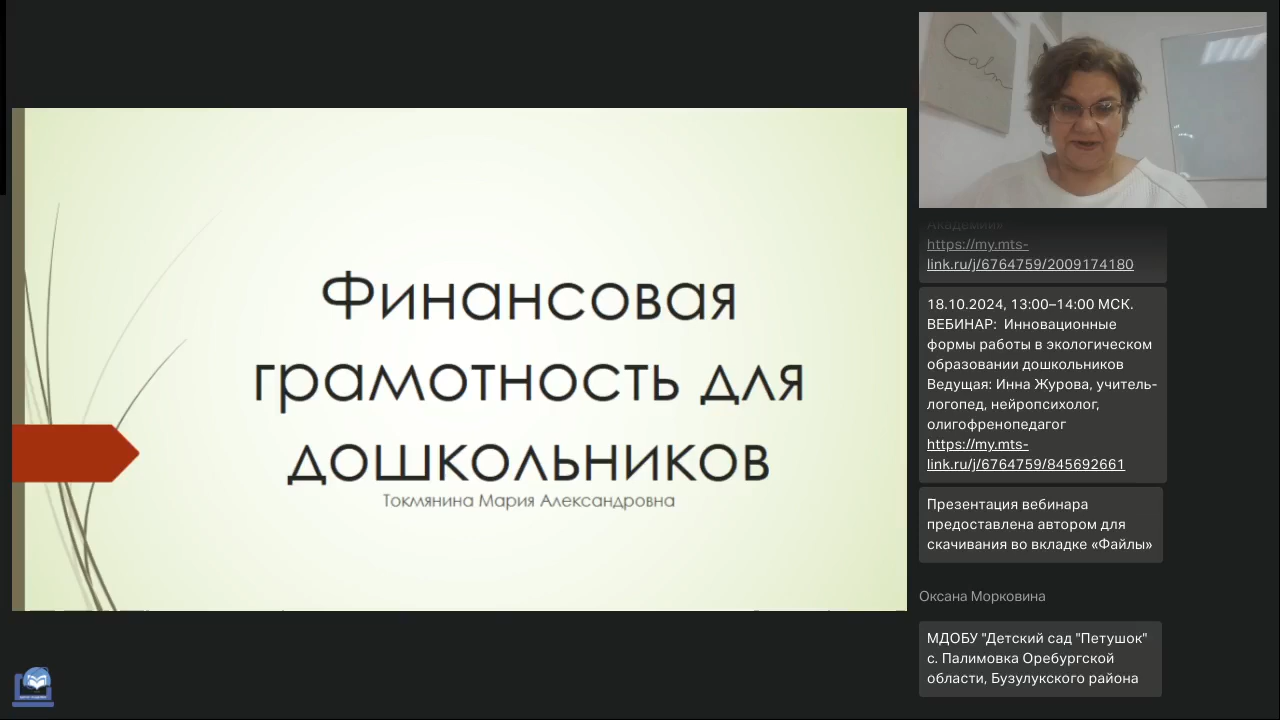 Финансовая
грамотность для
дошкольников
Токмянина Мария Александровна
Calm
Академии»
https://my.mts-
link.ru/j/6764759/2009174180
18.10.2024, 13:00–14:00 МСК.
ВЕБИНАР:  Инновационные
формы работы в экологическом
образовании дошкольников
Ведущая: Инна Журова, учитель-
логопед, нейропсихолог,
олигофренопедагог
https://my.mts-
link.ru/j/6764759/845692661
Презентация вебинара
предоставлена автором для
скачивания во вкладке «Файлы»
Оксана Морковина
МДОБУ "Детский сад "Петушок"
с. Палимовка Оребургской
области, Бузулукского района